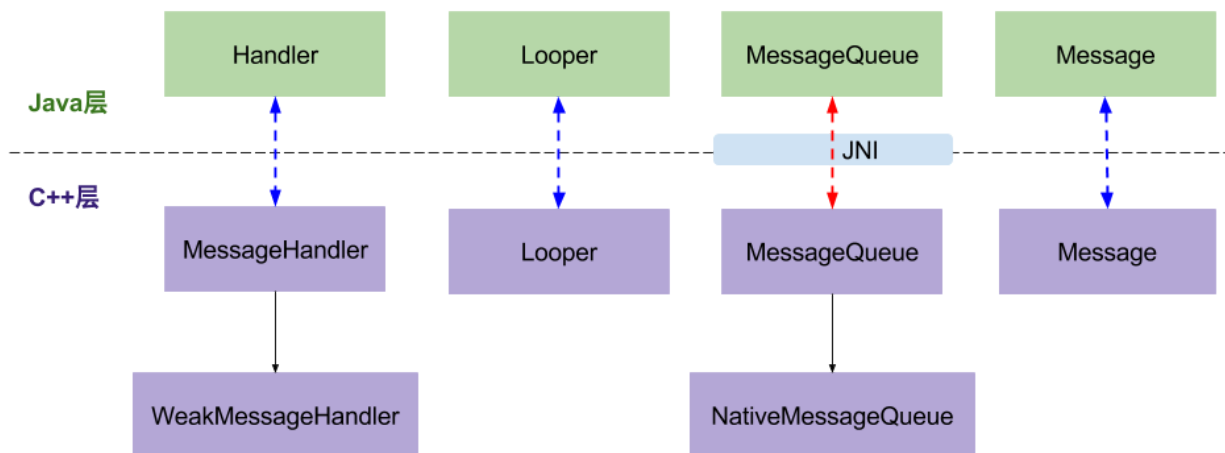 Handler
Looper
MessageQueue
Message
Java层
JNI
C++层
MessageHandler
Looper
MessageQueue
Message
WeakMessageHandler
NativeMessageQueue